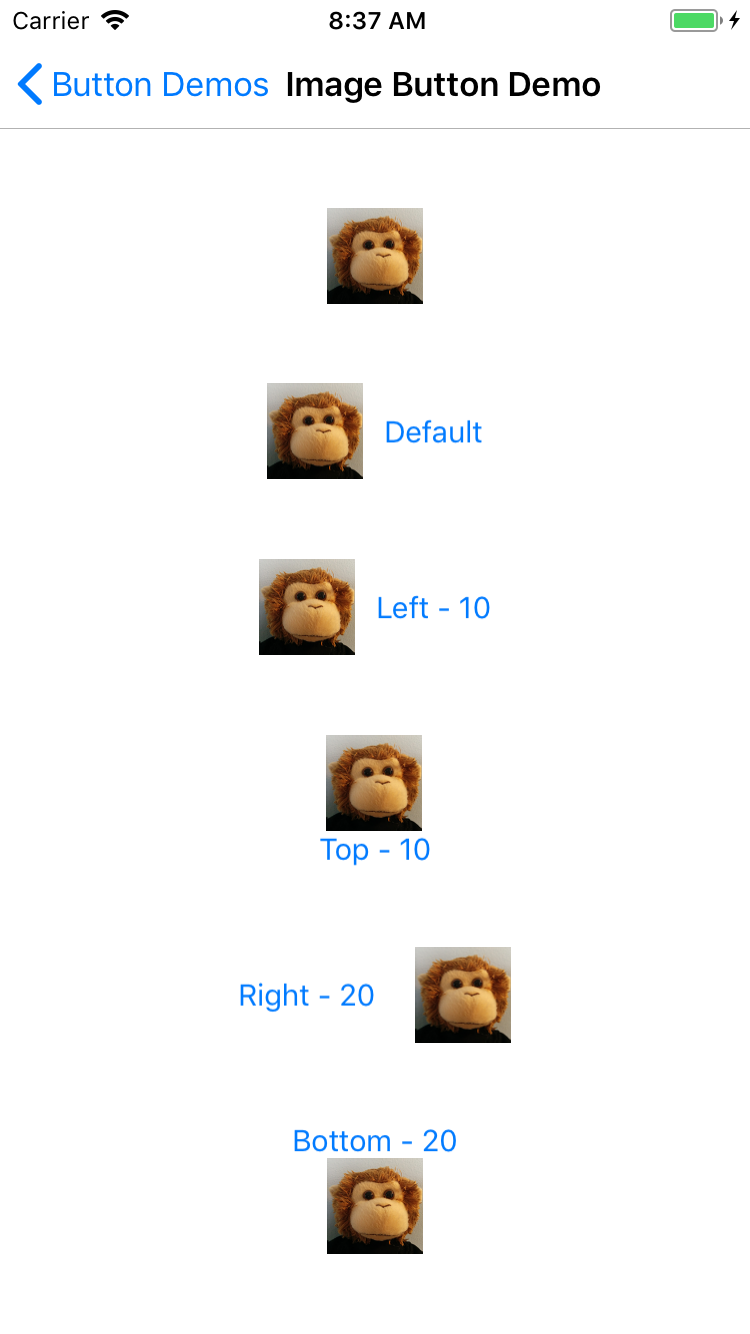 Carrier 8:37 AM
Button Demos Image Button Demo
Default
Left - 10
Top - 10
Right - 20
Bottom - 20